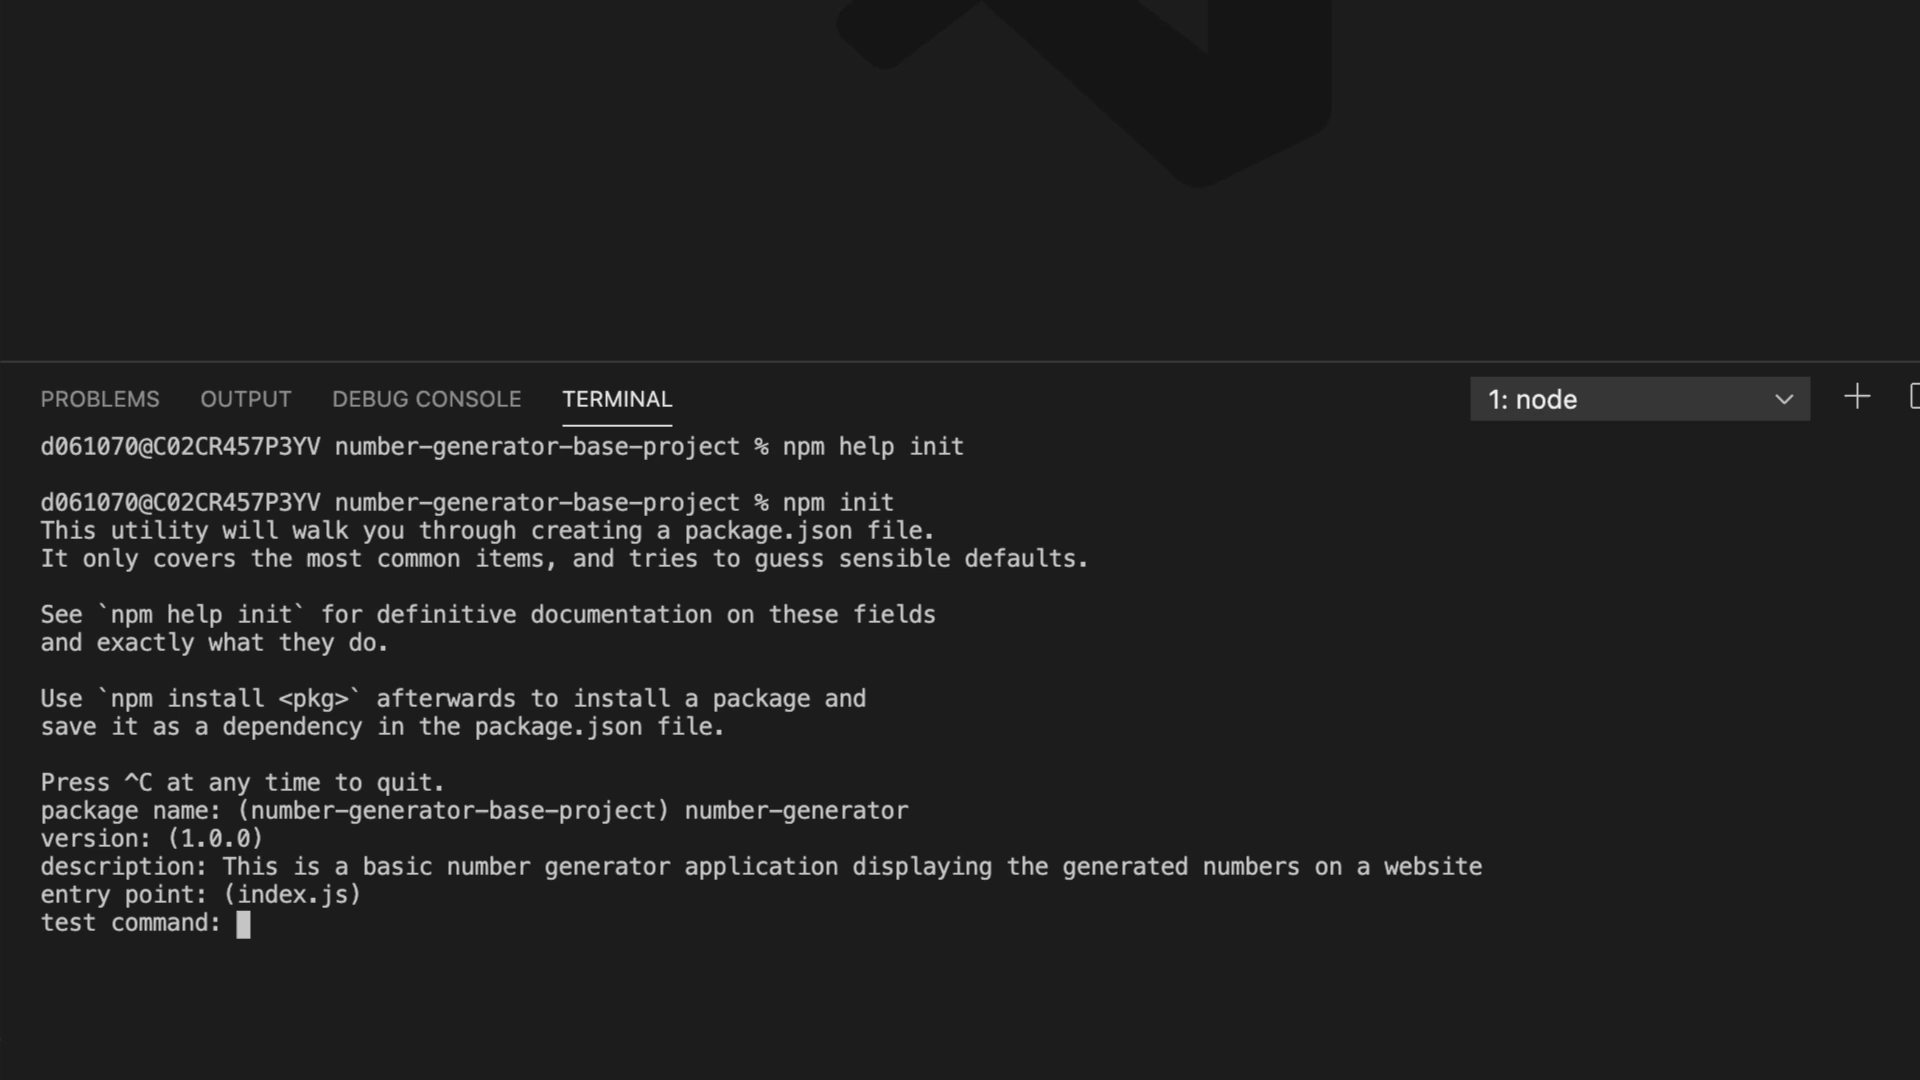 PROBLEMS OUTPUT DEBUG CONSOLE TERMINAL 1: node
d061070@C02CR457P3YV number-generator-base-project % npm help init
d061070@C02CR457P3YV number-generator-base-project % npm init
This utility will walk you through creating a package.json file.
It only covers the most common items, and tries to guess sensible defaults.
See `npm help init` for definitive documentation on these fields
and exactly what they do.
Use `npm install <pkg>` afterwards to install a package and
save it as a dependency in the package.json file.
Press ^C at any time to quit.
package name: (number-generator-base-project) number-generator
version: (1.0.0)
description: This is a basic number generator application displaying the generated numbers on a website
entry point: (index.js)
test command: